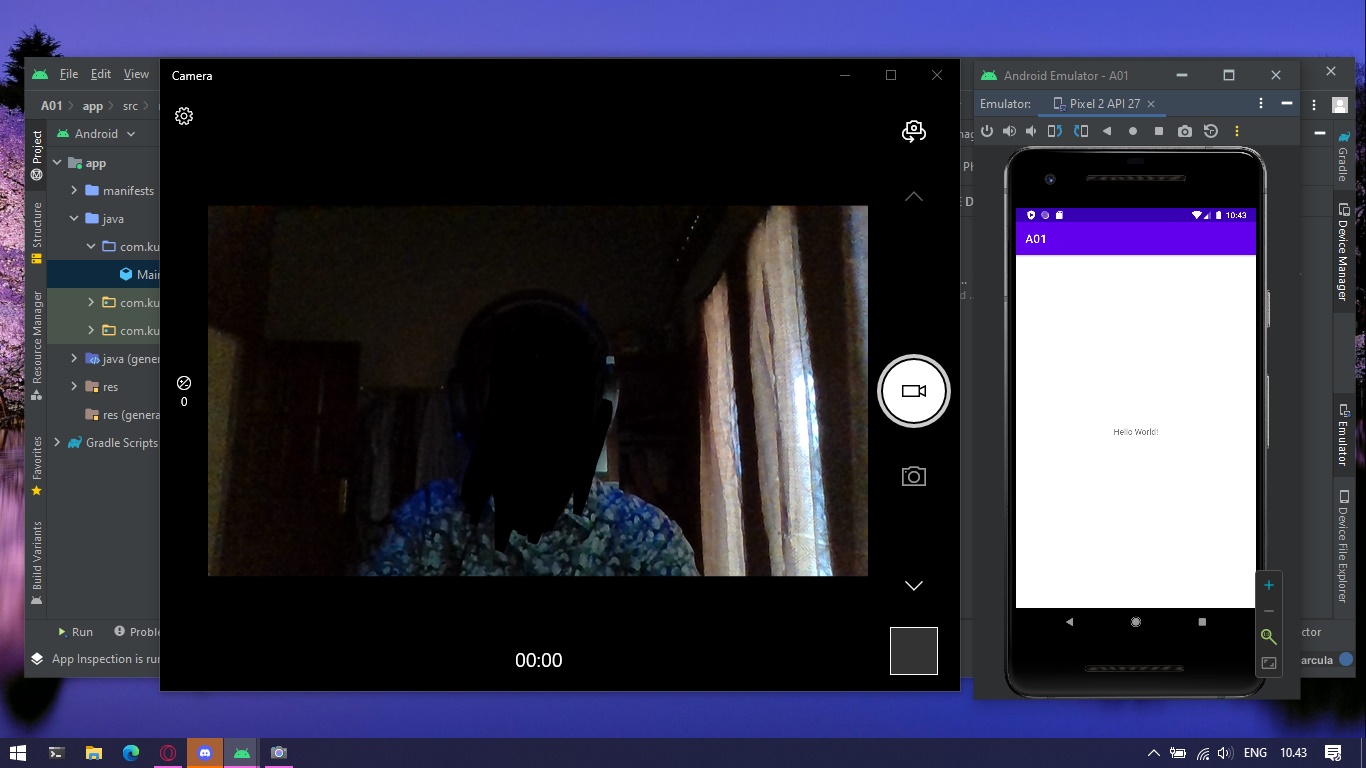 File Edit View
Camera
Android Emulator - A01
A01 app src
Emulator: Pixel 2 API 27
Android
app
manifests
java
com.ku
Mair
com.ku
com.ku
java (gene
res
res (genera
Gradle Scripts
Project
Structure
Resource Manager
Favorites
Build Variants
0
00:00
10:43
A01
Hello World!
Gradle
Device Manager
Emulator
Device File Explorer
Run Proble
App Inspection is run
ctor
arcula
ENG 10.43